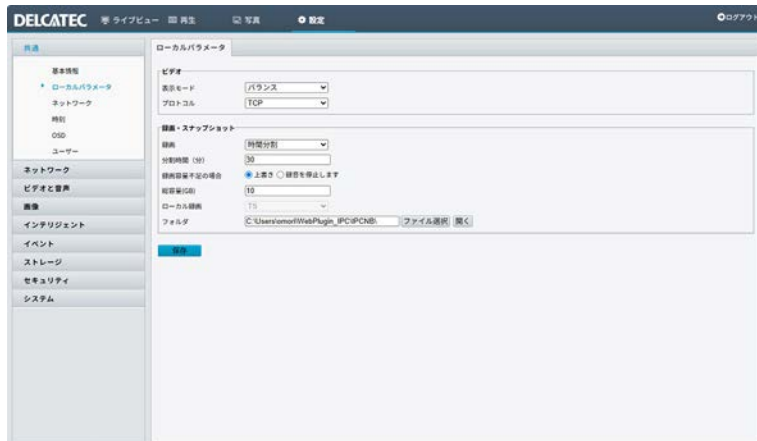 DELCATEC ライブビュー 再生 写真 設定 ログアウト
共通
基本情報
ローカルパラメータ
ネットワーク
時刻
OSD
ユーザー
ネットワーク
ビデオと音声
画像
インテリジェント
イベント
ストレージ
セキュリティ
システム
ローカルパラメータ
ビデオ
表示モード バランス
プロトコル TCP
録画・スナップショット
録画 時間分割
分割時間（分） 30
録画容量不足の場合 上書き 録音を停止します
総容量(GB) 10
ローカル録画 TS
フォルダ C:\Users\omori\WebPlugin_IPC\IPCNB\ ファイル選択 開く
保存